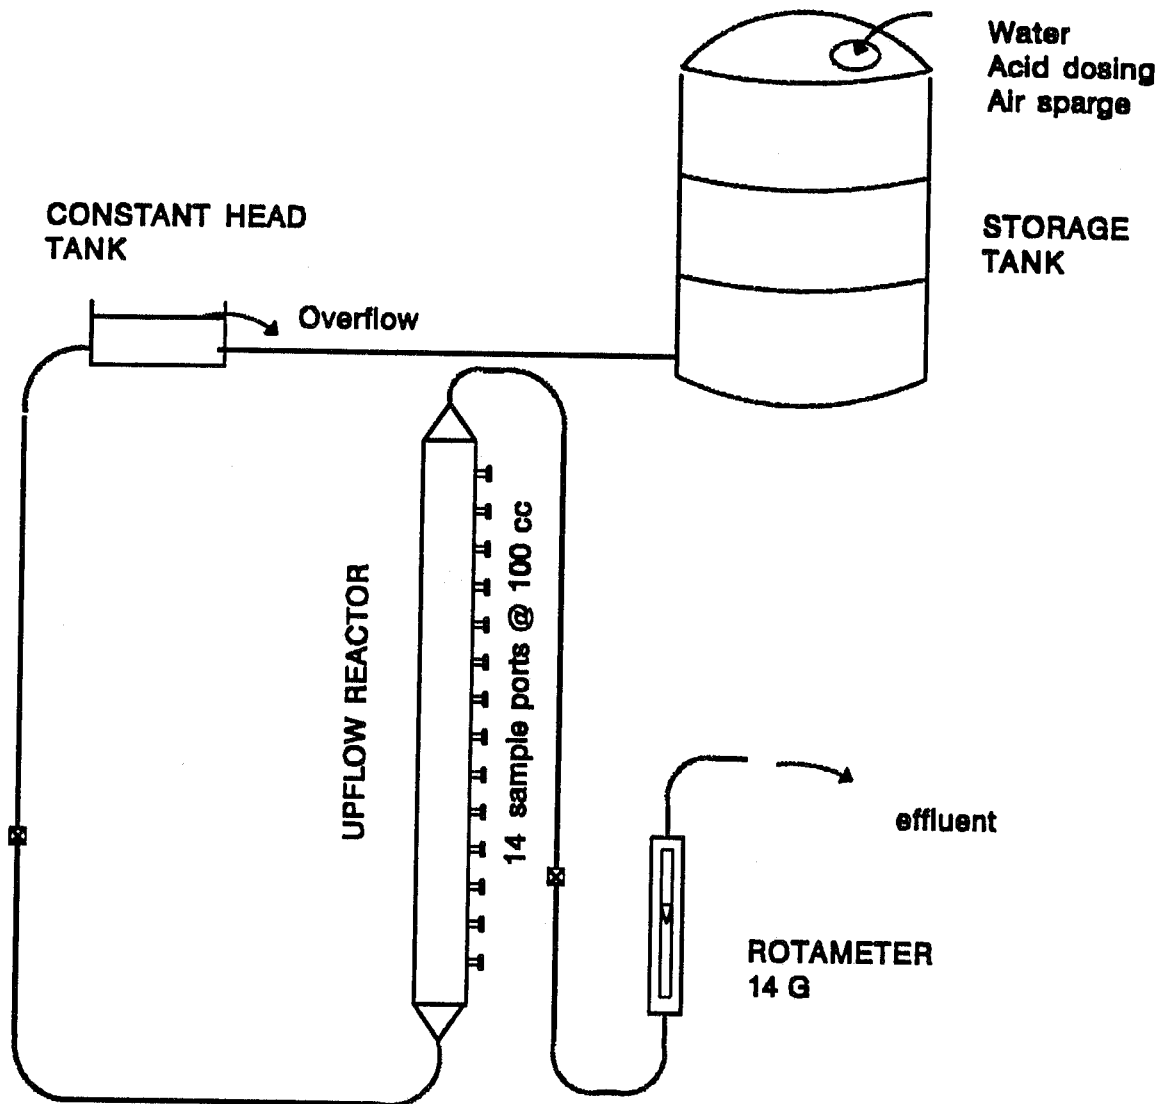 Water
Acid dosing
Air sparge
CONSTANT HEAD
TANK
STORAGE
TANK
Overflow
UPFLOW REACTOR
14 sample ports @ 100 cc
effluent
ROTAMETER
14 G